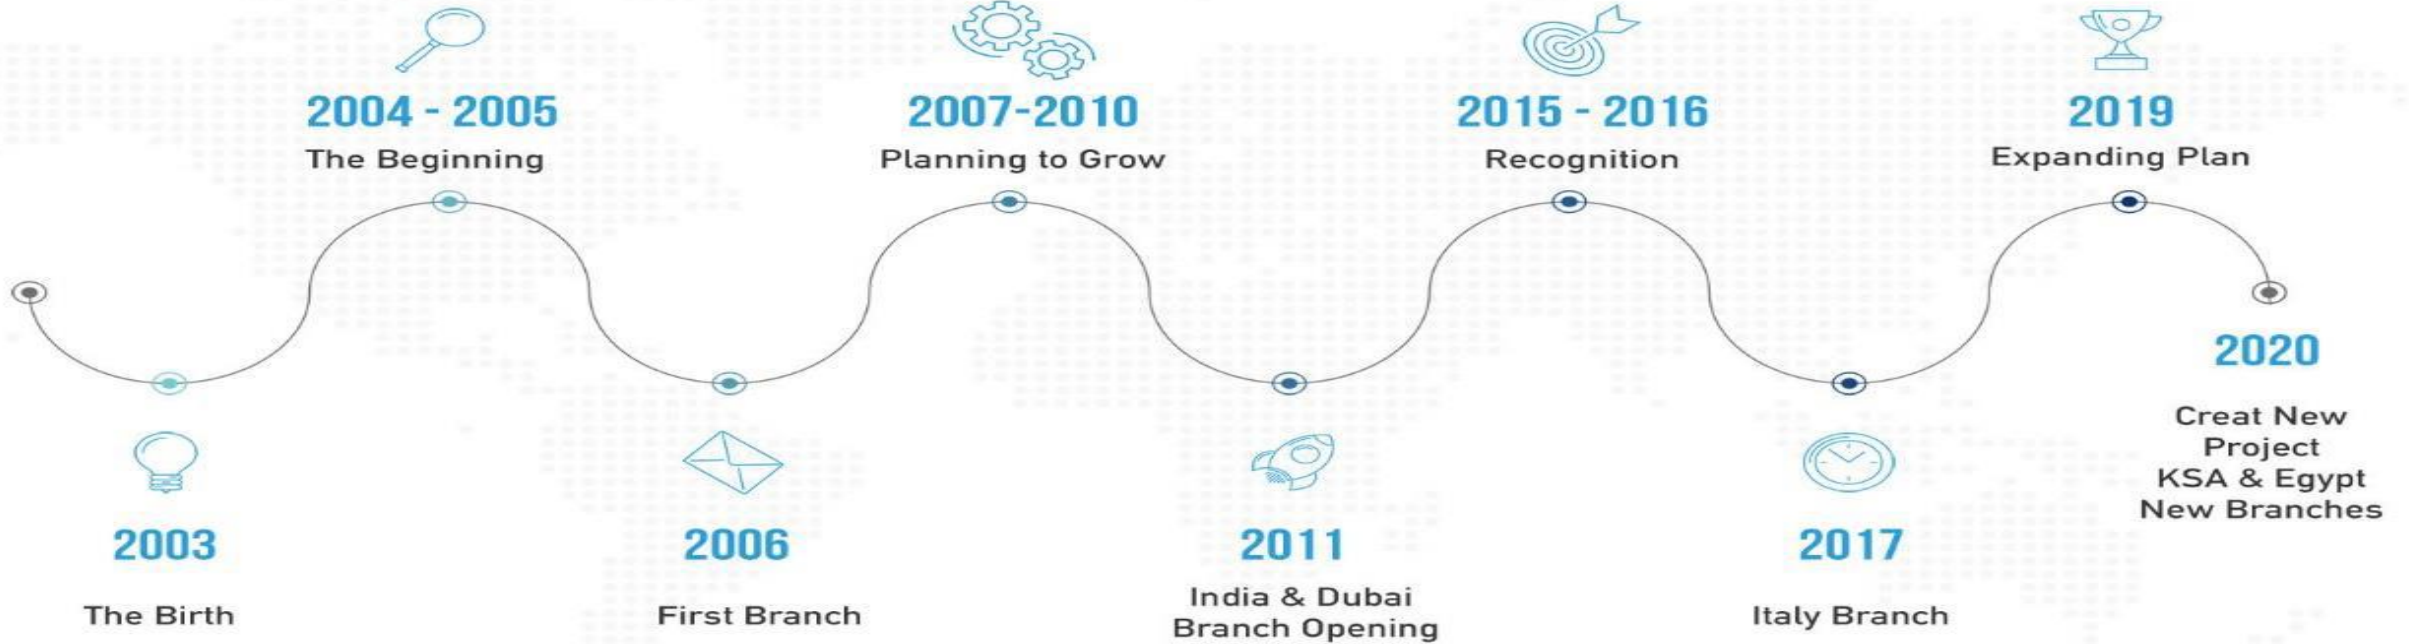 2003
The Birth
2004 - 2005
The Beginning
2006
First Branch
2007-2010
Planning to Grow
2011
India & Dubai
Branch Opening
2015 - 2016
Recognition
2017
Italy Branch
2019
Expanding Plan
2020
Creat New
Project
KSA & Egypt
New Branches